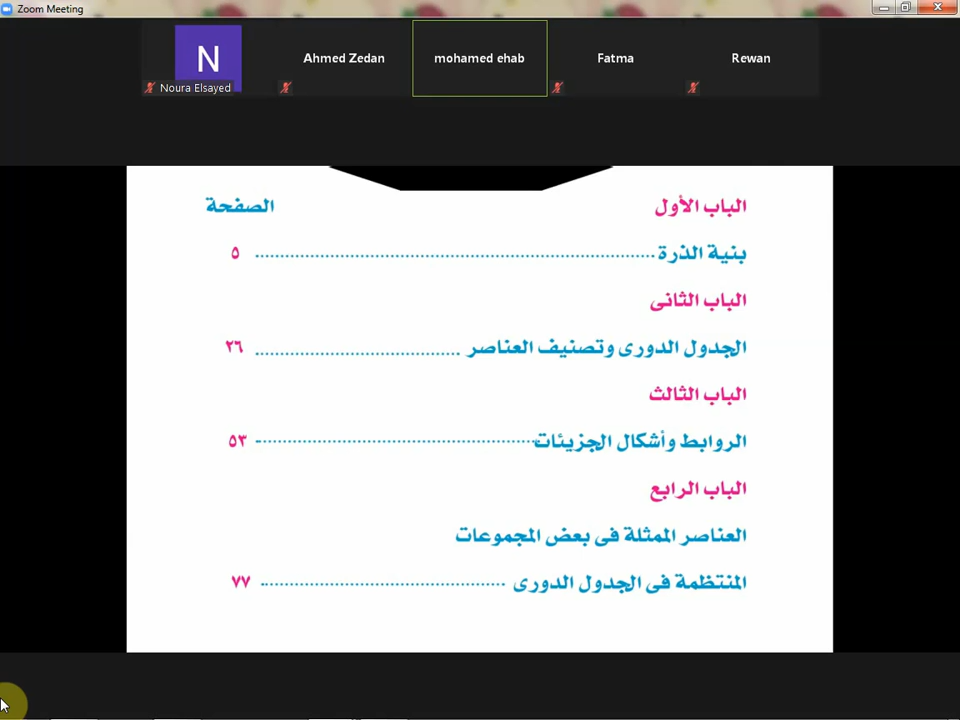 Zoom Meeting
N
Noura Elsayed
Ahmed Zedan
mohamed ehab
Fatma
Rewan
الباب الأول الصفحة
بنية الذرة ٥
الباب الثانى
الجدول الدورى وتصنيف العناصر ٢٦
الباب الثالث
الروابط وأشكال الجزيئات ٥٣
الباب الرابع
العناصر الممثلة فى بعض المجموعات
المنتظمة فى الجدول الدورى ٧٧